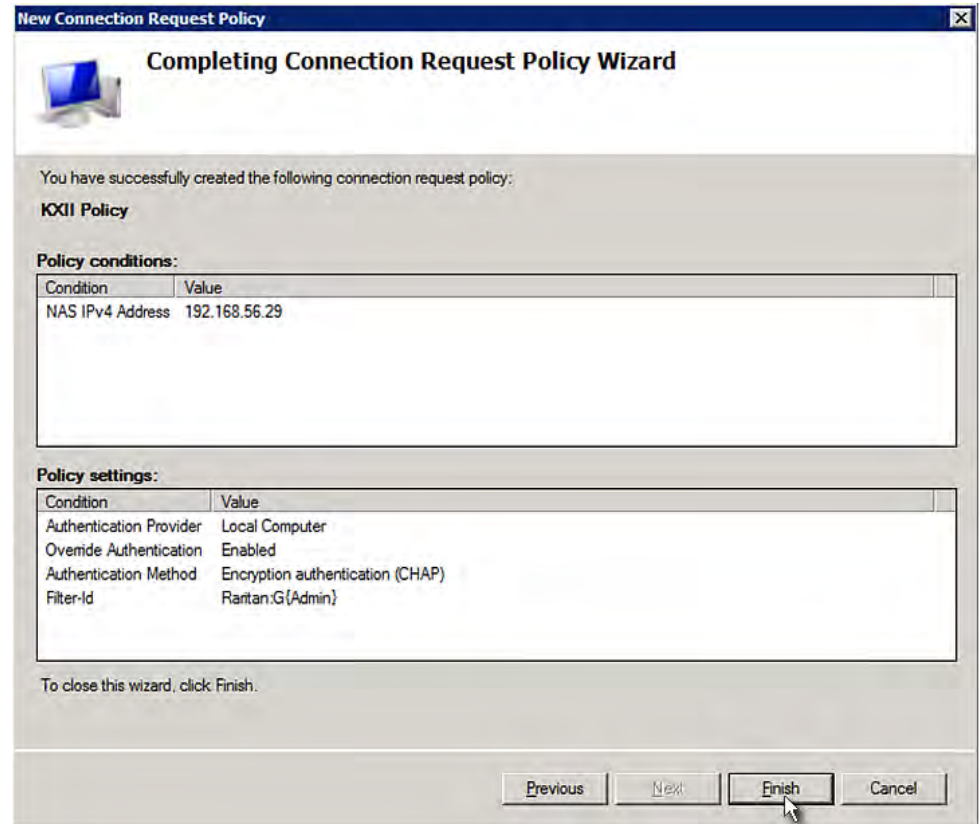 New Connection Request Policy
Completing Connection Request Policy Wizard
You have successfully created the following connection request policy:
KXII Policy
Policy conditions:
Condition Value
NAS IPv4 Address 192.168.56.29
Policy settings:
Condition Value
Authentication Provider Local Computer
Override Authentication Enabled
Authentication Method Encryption authentication (CHAP)
Filter-Id Raritan:G{Admin}
To close this wizard, click Finish.
Previous Next Finish Cancel